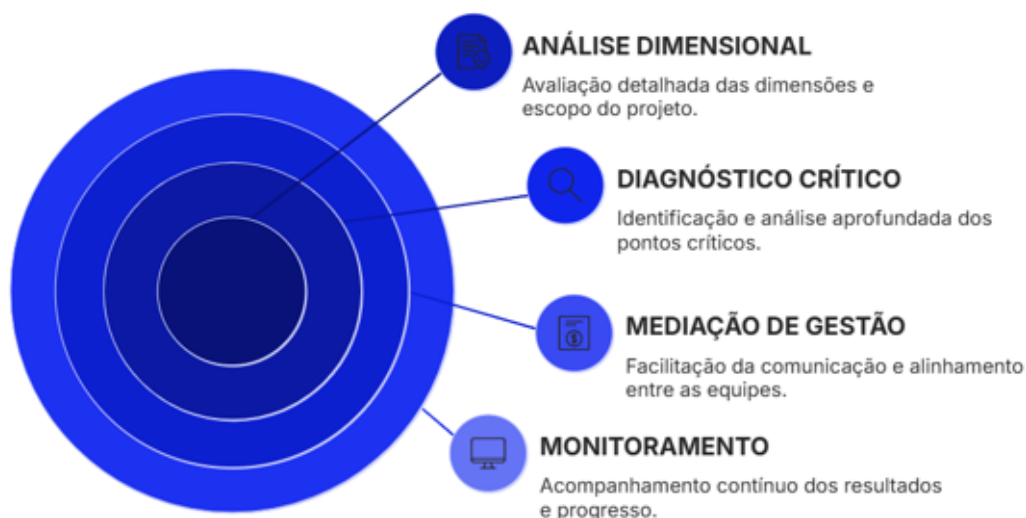 ANÁLISE DIMENSIONAL
Avaliação detalhada das dimensões e
escopo do projeto.
DIAGNÓSTICO CRÍTICO
Identificação e análise aprofundada dos
pontos críticos.
MEDIAÇÃO DE GESTÃO
Facilitação da comunicação e alinhamento
entre as equipes.
$
MONITORAMENTO
Acompanhamento contínuo dos resultados
e progresso.